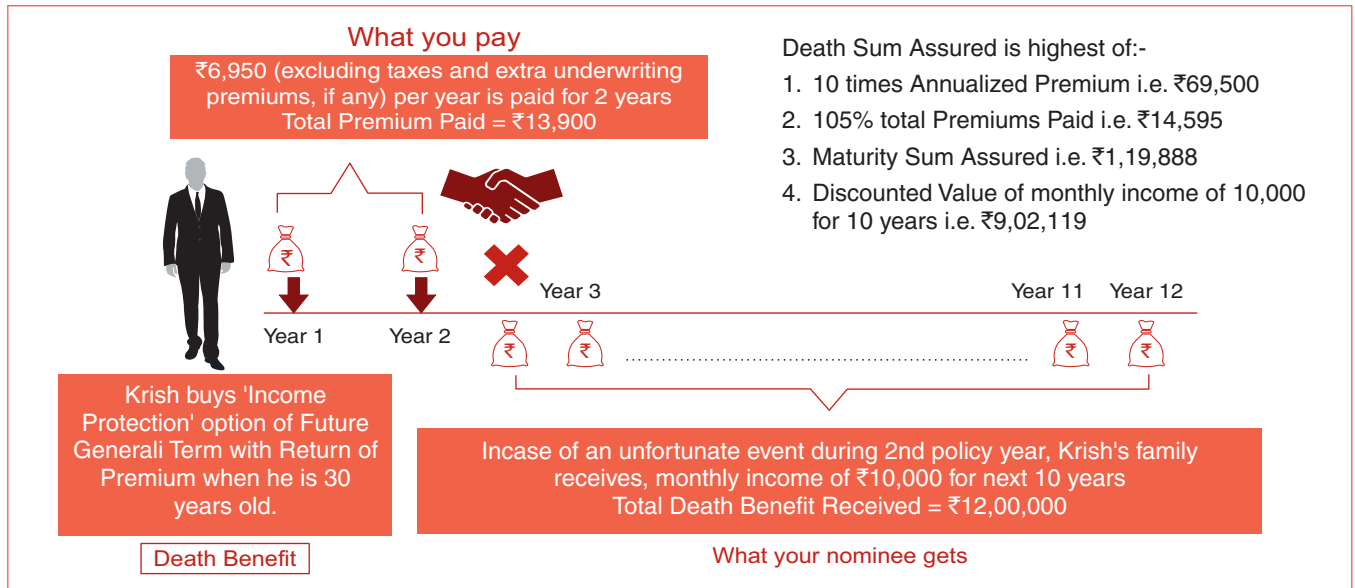 What you pay
₹6,950 (excluding taxes and extra underwriting
premiums, if any) per year is paid for 2 years
Total Premium Paid = ₹13,900
Death Sum Assured is highest of:-
1. 10 times Annualized Premium i.e. ₹69,500
2. 105% total Premiums Paid i.e. ₹14,595
3. Maturity Sum Assured i.e. ₹1,19,888
4. Discounted Value of monthly income of 10,000
for 10 years i.e. ₹9,02,119
₹ ₹
Year 3 Year 11 Year 12
Year 1 Year 2
₹ ₹ ₹ ₹
Krish buys 'Income
Protection' option of Future
Generali Term with Return of
Premium when he is 30
years old.
Death Benefit
Incase of an unfortunate event during 2nd policy year, Krish's family
receives, monthly income of ₹10,000 for next 10 years
Total Death Benefit Received = ₹12,00,000
What your nominee gets